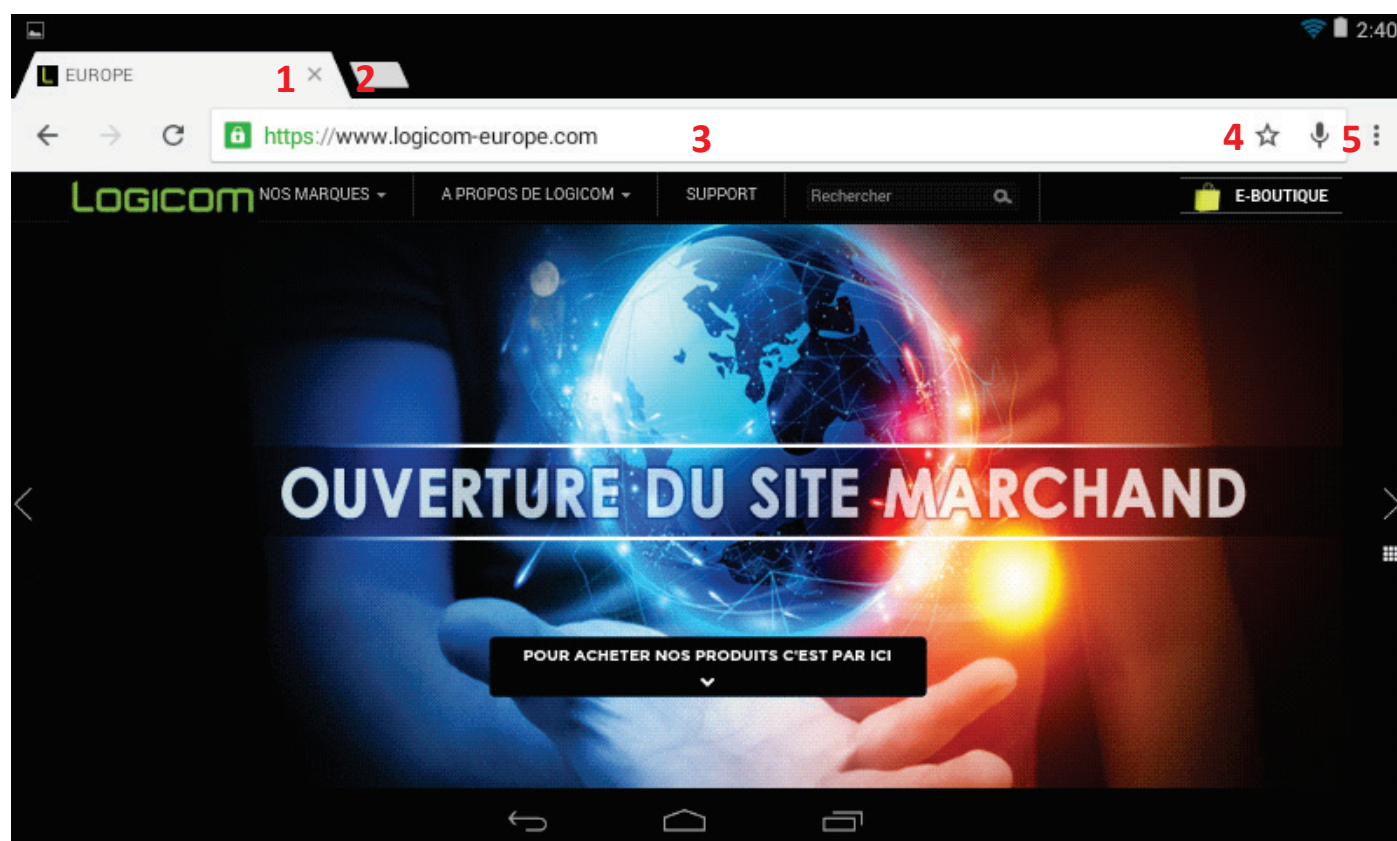 2:40
L EUROPE 1 × 2
https://www.logicom-europe.com 3 4 5
LOGICOM NOS MARQUES A PROPOS DE LOGICOM SUPPORT Rechercher E-BOUTIQUE
OUVERTURE DU SITE MARCHAND
POUR ACHETER NOS PRODUITS C'EST PAR ICI